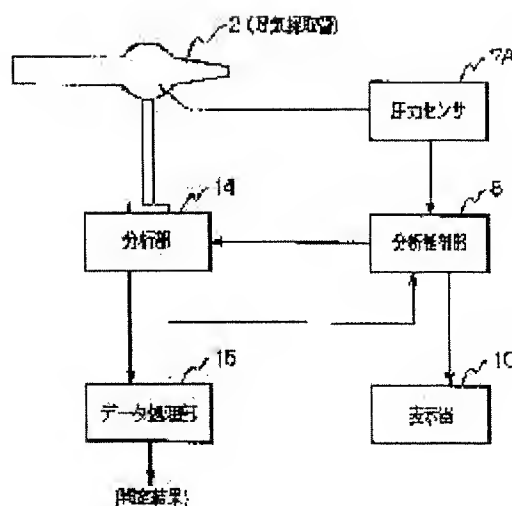 2 (呼気採取管)
7A
圧力センサ
14
8
分析部
分析制御部
15
10
データ処理部
表示部
(測定結果)